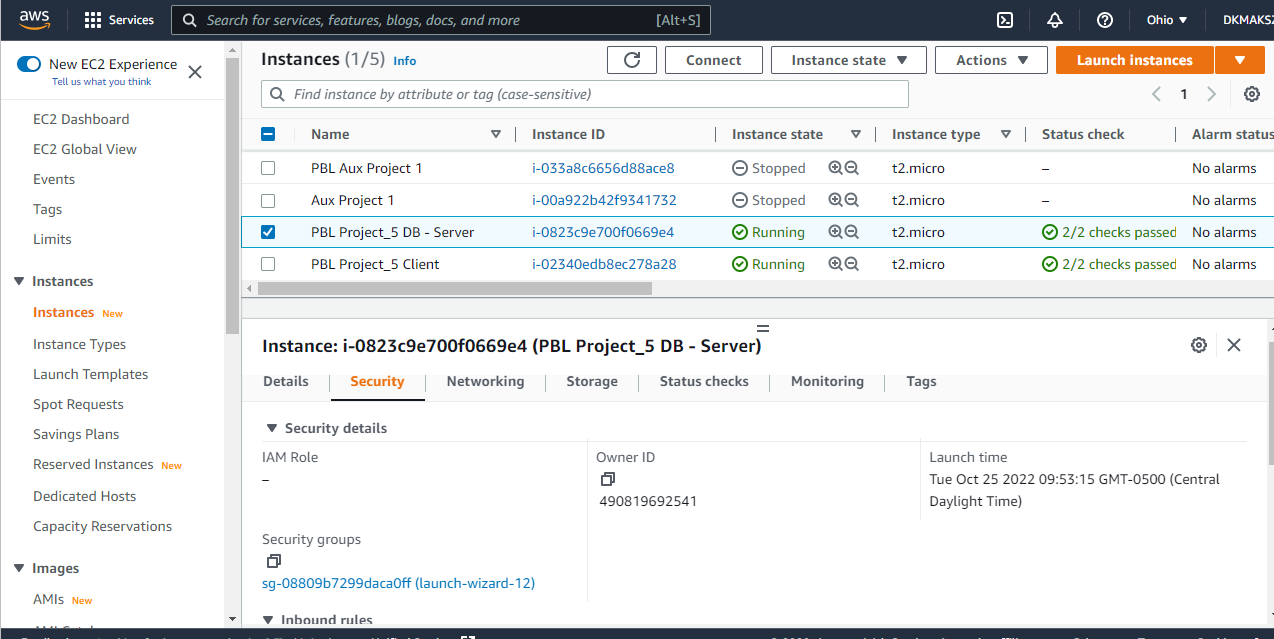 aws Services Search for services, features, blogs, docs, and more [Alt+S] Ohio DKMAKSZ
New EC2 Experience
Tell us what you think
EC2 Dashboard
EC2 Global View
Events
Tags
Limits
Instances
Instances New
Instance Types
Launch Templates
Spot Requests
Savings Plans
Reserved Instances New
Dedicated Hosts
Capacity Reservations
Images
AMIs New
Instances (1/5) Info Connect Instance state Actions Launch instances
Find instance by attribute or tag (case-sensitive) 1
Name Instance ID Instance state Instance type Status check Alarm status
PBL Aux Project 1 i-033a8c6656d88ace8 Stopped t2.micro – No alarms
Aux Project 1 i-00a922b42f9341732 Stopped t2.micro – No alarms
PBL Project_5 DB - Server i-0823c9e700f0669e4 Running t2.micro 2/2 checks passed No alarms
PBL Project_5 Client i-02340edb8ec278a28 Running t2.micro 2/2 checks passed No alarms
Instance: i-0823c9e700f0669e4 (PBL Project_5 DB - Server)
Details Security Networking Storage Status checks Monitoring Tags
Security details
IAM Role
–
Owner ID
490819692541
Launch time
Tue Oct 25 2022 09:53:15 GMT-0500 (Central
Daylight Time)
Security groups
sg-08809b7299daca0ff (launch-wizard-12)
Inbound rules